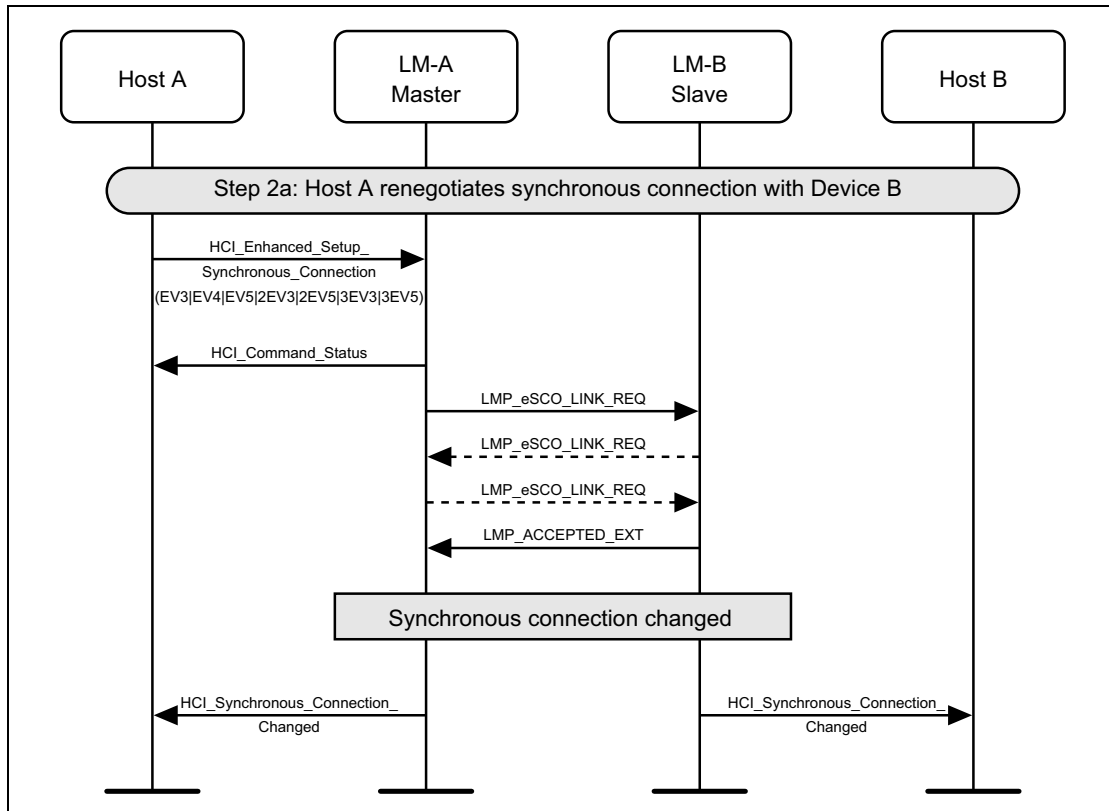 Host A
LM-A
Master
LM-B
Slave
Host B
Step 2a: Host A renegotiates synchronous connection with Device B
HCI_Enhanced_Setup_
Synchronous_Connection
(EV3|EV4|EV5|2EV3|2EV5|3EV3|3EV5)
HCI_Command_Status
LMP_eSCO_LINK_REQ
LMP_eSCO_LINK_REQ
LMP_eSCO_LINK_REQ
LMP_ACCEPTED_EXT
Synchronous connection changed
HCI_Synchronous_Connection_
Changed
HCI_Synchronous_Connection_
Changed